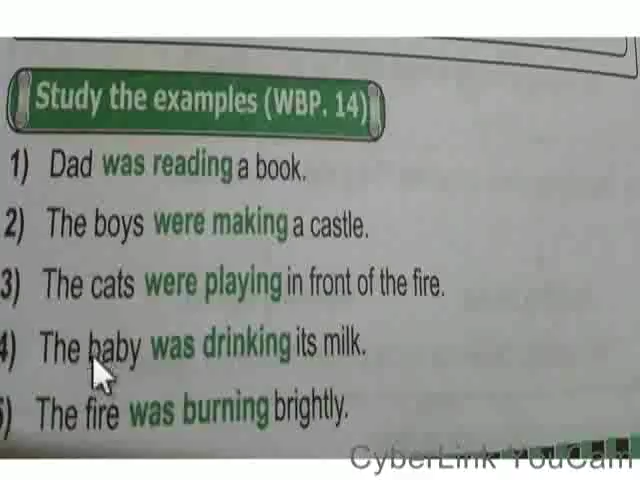 Study the examples (WBP. 14)
1) Dad was reading a book.
2) The boys were making a castle.
3) The cats were playing in front of the fire.
4) The baby was drinking its milk.
5) The fire was burning brightly.
CyberLink YouCam